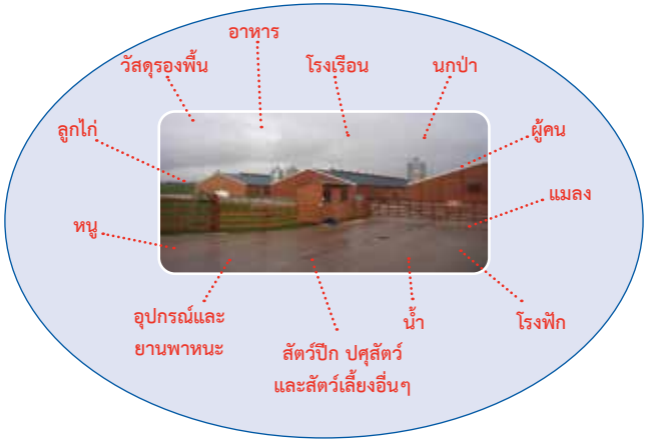 อาหาร
วัสดุรองพื้น
โรงเรือน
นกป่า
ลูกไก่
ผู้คน
แมลง
หนู
อุปกรณ์และ
ยานพาหนะ
สัตว์ปีก ปศุสัตว์
และสัตว์เลี้ยงอื่นๆ
น้ำ
โรงฟัก